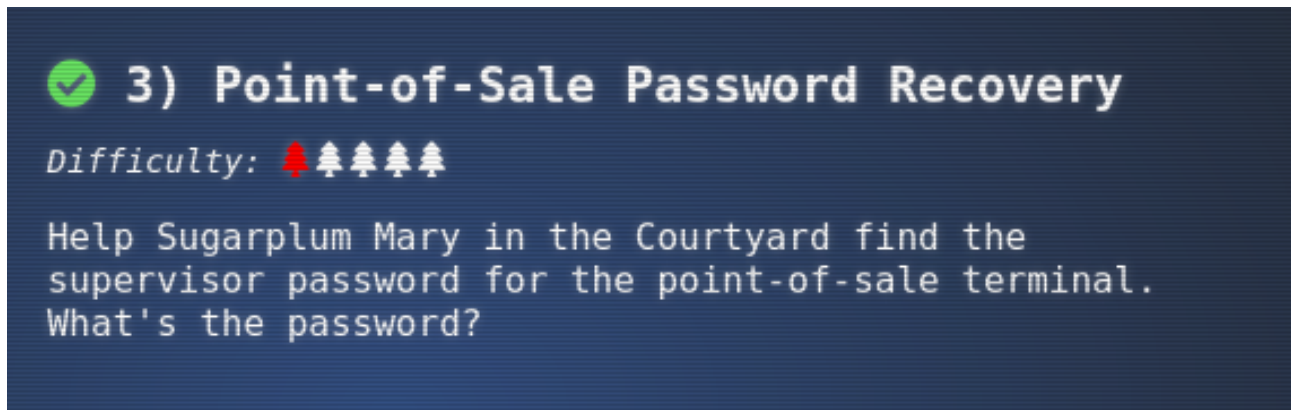 3) Point-of-Sale Password Recovery
Difficulty:
Help Sugarplum Mary in the Courtyard find the
supervisor password for the point-of-sale terminal.
What's the password?